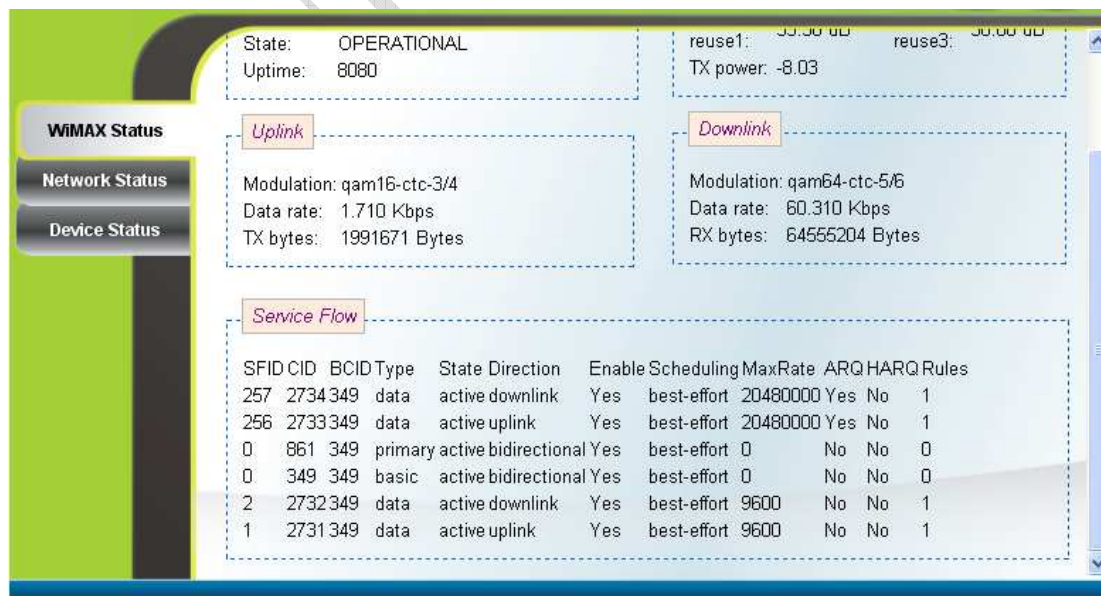 WiMAX Status
Network Status
Device Status
State: OPERATIONAL
Uptime: 8080
reuse1: reuse3:
TX power: -8.03
Uplink
Modulation: qam16-ctc-3/4
Data rate: 1.710 Kbps
TX bytes: 1991671 Bytes
Downlink
Modulation: qam64-ctc-5/6
Data rate: 60.310 Kbps
RX bytes: 64555204 Bytes
Service Flow
SFID CID BCID Type State Direction Enable Scheduling MaxRate ARQ HARQ Rules
257 2734 349 data active downlink Yes best-effort 20480000 Yes No 1
256 2733 349 data active uplink Yes best-effort 20480000 Yes No 1
0 861 349 primary active bidirectional Yes best-effort 0 No No 0
0 349 349 basic active bidirectional Yes best-effort 0 No No 0
2 2732 349 data active downlink Yes best-effort 9600 No No 1
1 2731 349 data active uplink Yes best-effort 9600 No No 1